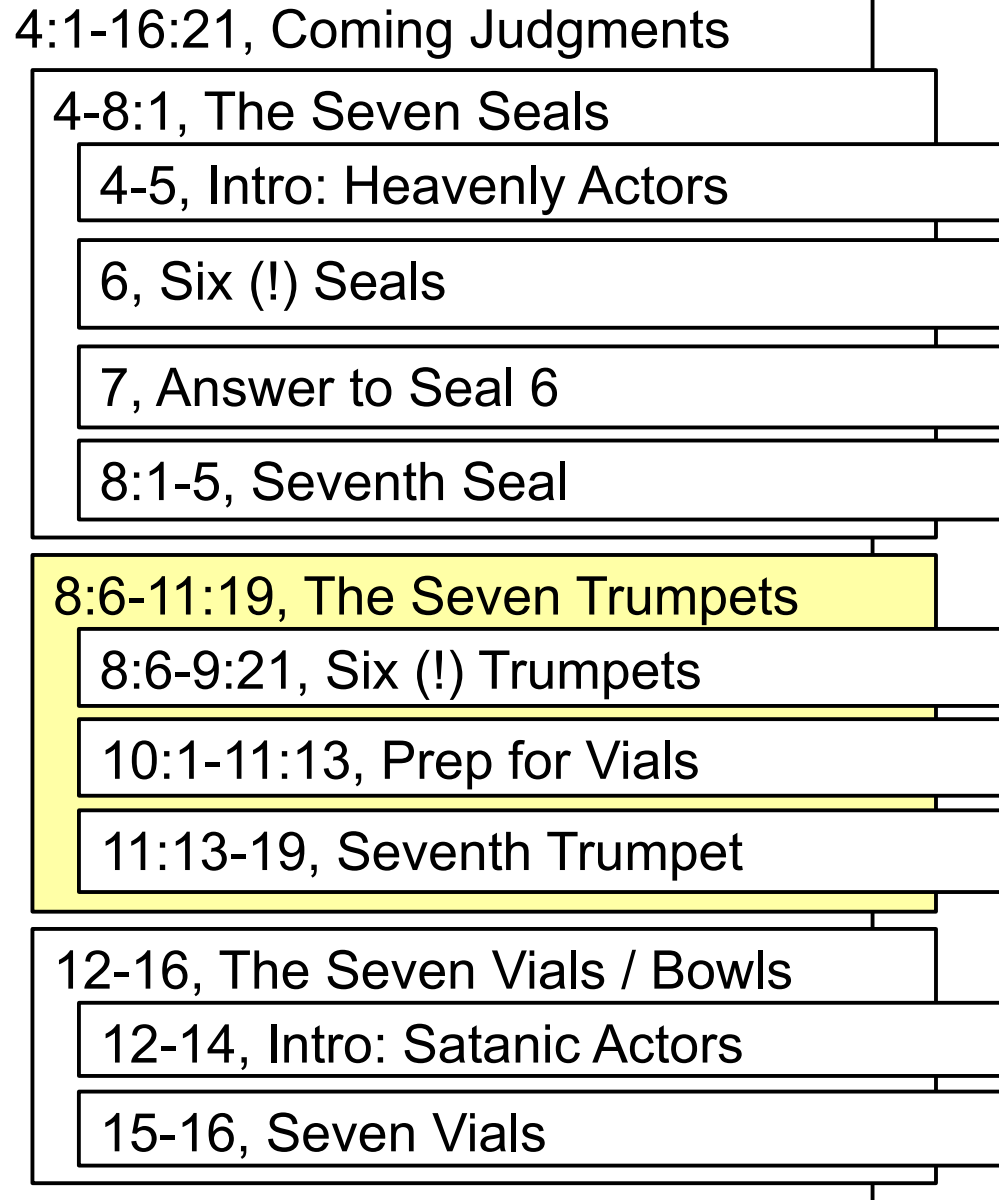 4:1-16:21, Coming Judgments
4-8:1, The Seven Seals
4-5, Intro: Heavenly Actors
6, Six (!) Seals
7, Answer to Seal 6
8:1-5, Seventh Seal
8:6-11:19, The Seven Trumpets
8:6-9:21, Six (!) Trumpets
10:1-11:13, Prep for Vials
11:13-19, Seventh Trumpet
12-16, The Seven Vials / Bowls
12-14, Intro: Satanic Actors
15-16, Seven Vials